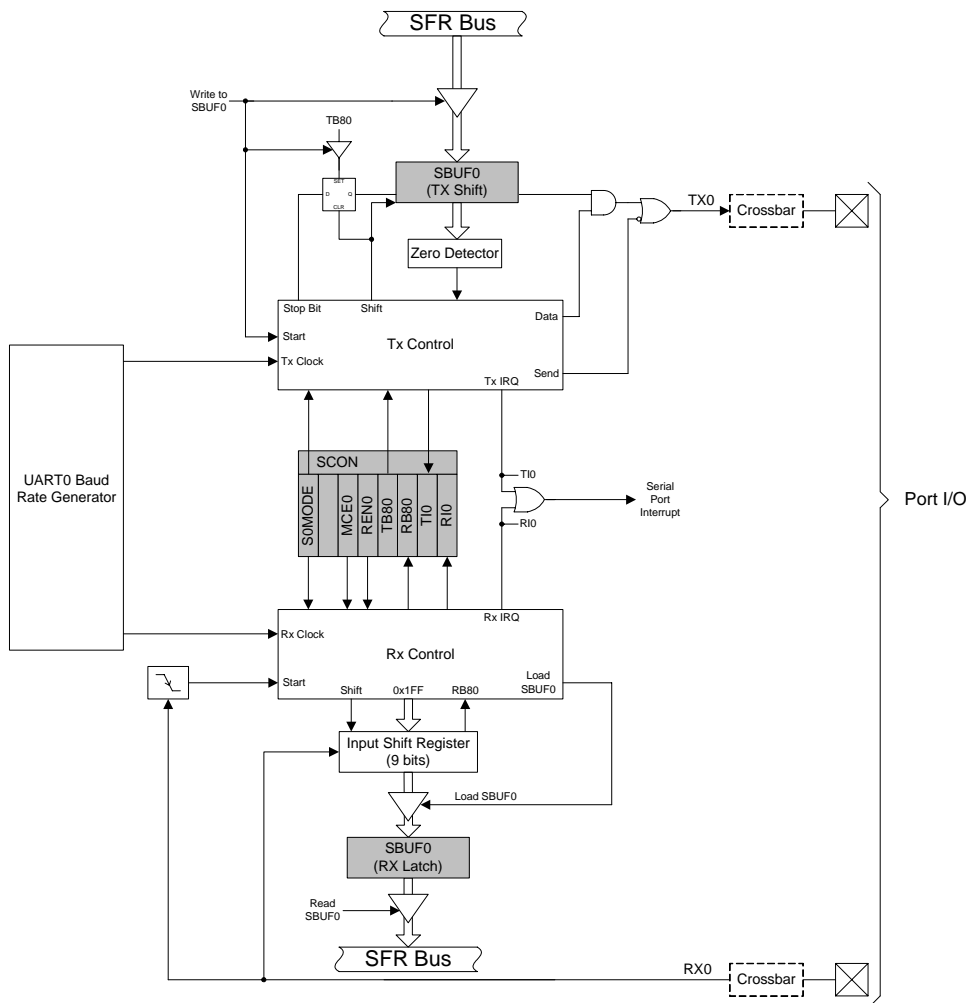 SFR Bus
Write to
SBUF0
TB80
SBUF0
(TX Shift)
SET
D
Q
CLR
TX0
Crossbar
Zero Detector
Stop Bit
Shift
Data
Start
Tx Control
Tx Clock
Send
Tx IRQ
UART0 Baud
Rate Generator
SCON
S0MODE
MCE0
REN0
TB80
RB80
TI0
RI0
TI0
Serial
Port
Interrupt
RI0
Port I/O
Rx IRQ
Rx Clock
Rx Control
Start
Load
SBUF0
Shift
0x1FF
RB80
Input Shift Register
(9 bits)
Load SBUF0
SBUF0
(RX Latch)
Read
SBUF0
SFR Bus
RX0
Crossbar